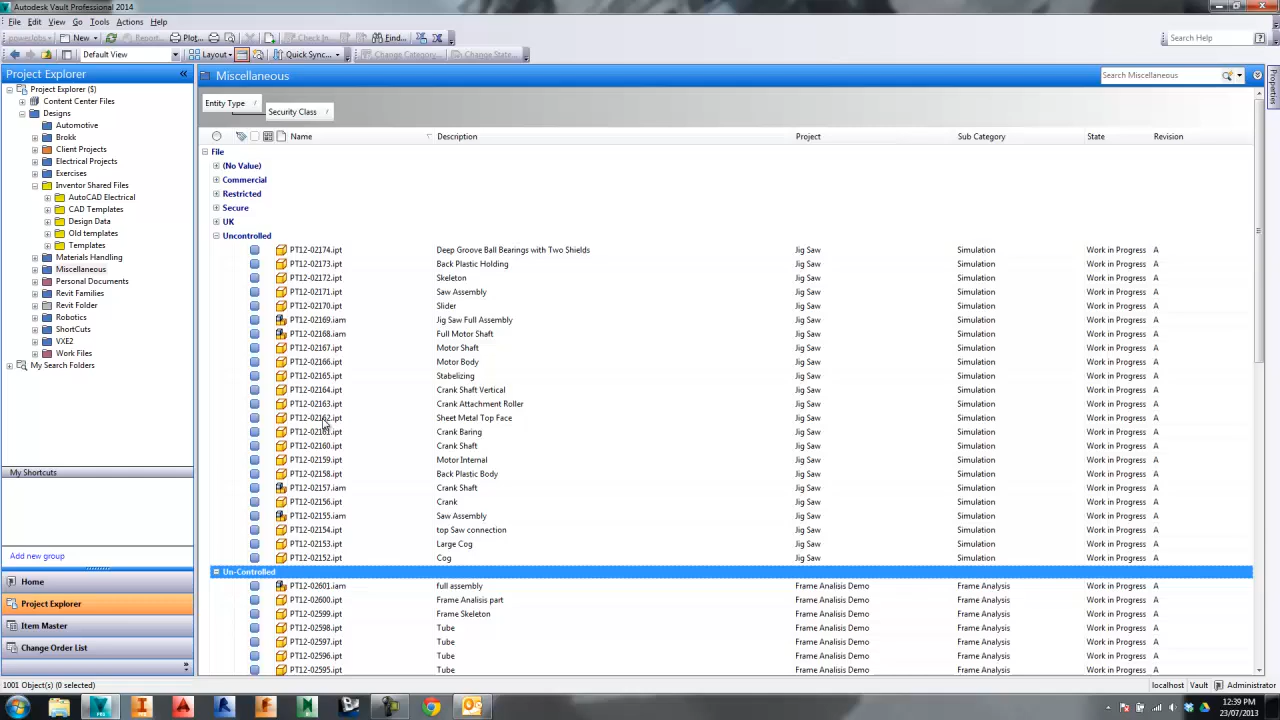 Autodesk Vault Professional 2014
File Edit View Go Tools Actions Help
powerJobs New Report... Plot... Check In... Find...
Search Help
Default View Layout Quick Sync... Change Category... Change State...
Project Explorer
Miscellaneous
Search Miscellaneous
Properties
Project Explorer ($)
Content Center Files
Designs
Automotive
Brokk
Client Projects
Electrical Projects
Exercises
Inventor Shared Files
AutoCAD Electrical
CAD Templates
Design Data
Old templates
Templates
Materials Handling
Miscellaneous
Personal Documents
Revit Families
Revit Folder
Robotics
ShortCuts
VXE2
Work Files
My Search Folders
My Shortcuts
Add new group
Home
Project Explorer
Item Master
Change Order List
Entity Type
Security Class
Name Description Project Sub Category State Revision
File
(No Value)
Commercial
Restricted
Secure
UK
Uncontrolled
PT12-02174.ipt Deep Groove Ball Bearings with Two Shields Jig Saw Simulation Work in Progress A
PT12-02173.ipt Back Plastic Holding Jig Saw Simulation Work in Progress A
PT12-02172.ipt Skeleton Jig Saw Simulation Work in Progress A
PT12-02171.ipt Saw Assembly Jig Saw Simulation Work in Progress A
PT12-02170.ipt Slider Jig Saw Simulation Work in Progress A
PT12-02169.iam Jig Saw Full Assembly Jig Saw Simulation Work in Progress A
PT12-02168.iam Full Motor Shaft Jig Saw Simulation Work in Progress A
PT12-02167.ipt Motor Shaft Jig Saw Simulation Work in Progress A
PT12-02166.ipt Motor Body Jig Saw Simulation Work in Progress A
PT12-02165.ipt Stabelizing Jig Saw Simulation Work in Progress A
PT12-02164.ipt Crank Shaft Vertical Jig Saw Simulation Work in Progress A
PT12-02163.ipt Crank Attachment Roller Jig Saw Simulation Work in Progress A
PT12-02162.ipt Sheet Metal Top Face Jig Saw Simulation Work in Progress A
PT12-02161.ipt Crank Baring Jig Saw Simulation Work in Progress A
PT12-02160.ipt Crank Shaft Jig Saw Simulation Work in Progress A
PT12-02159.ipt Motor Internal Jig Saw Simulation Work in Progress A
PT12-02158.ipt Back Plastic Body Jig Saw Simulation Work in Progress A
PT12-02157.iam Crank Shaft Jig Saw Simulation Work in Progress A
PT12-02156.ipt Crank Jig Saw Simulation Work in Progress A
PT12-02155.iam Saw Assembly Jig Saw Simulation Work in Progress A
PT12-02154.ipt top Saw connection Jig Saw Simulation Work in Progress A
PT12-02153.ipt Large Cog Jig Saw Simulation Work in Progress A
PT12-02152.ipt Cog Jig Saw Simulation Work in Progress A
Un-Controlled
PT12-02601.iam full assembly Frame Analisis Demo Frame Analysis Work in Progress A
PT12-02600.ipt Frame Analisis part Frame Analisis Demo Frame Analysis Work in Progress A
PT12-02599.ipt Frame Skeleton Frame Analisis Demo Frame Analysis Work in Progress A
PT12-02598.ipt Tube Frame Analisis Demo Frame Analysis Work in Progress A
PT12-02597.ipt Tube Frame Analisis Demo Frame Analysis Work in Progress A
PT12-02596.ipt Tube Frame Analisis Demo Frame Analysis Work in Progress A
PT12-02595.ipt Tube Frame Analisis Demo Frame Analysis Work in Progress A
1001 Object(s) (0 selected)
localhost Vault Administrator
12:39 PM
23/07/2013